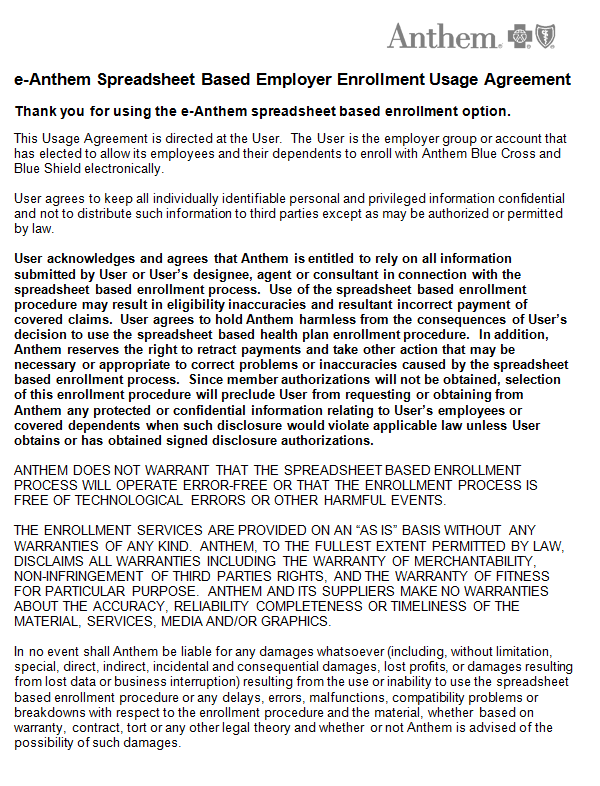 Anthem.
e-Anthem Spreadsheet Based Employer Enrollment Usage Agreement
Thank you for using the e-Anthem spreadsheet based enrollment option.
This Usage Agreement is directed at the User. The User is the employer group or account that
has elected to allow its employees and their dependents to enroll with Anthem Blue Cross and
Blue Shield electronically.
User agrees to keep all individually identifiable personal and privileged information confidential
and not to distribute such information to third parties except as may be authorized or permitted
by law.
User acknowledges and agrees that Anthem is entitled to rely on all information
submitted by User or User’s designee, agent or consultant in connection with the
spreadsheet based enrollment process. Use of the spreadsheet based enrollment
procedure may result in eligibility inaccuracies and resultant incorrect payment of
covered claims. User agrees to hold Anthem harmless from the consequences of User’s
decision to use the spreadsheet based health plan enrollment procedure. In addition,
Anthem reserves the right to retract payments and take other action that may be
necessary or appropriate to correct problems or inaccuracies caused by the spreadsheet
based enrollment process. Since member authorizations will not be obtained, selection
of this enrollment procedure will preclude User from requesting or obtaining from
Anthem any protected or confidential information relating to User’s employees or
covered dependents when such disclosure would violate applicable law unless User
obtains or has obtained signed disclosure authorizations.
ANTHEM DOES NOT WARRANT THAT THE SPREADSHEET BASED ENROLLMENT
PROCESS WILL OPERATE ERROR-FREE OR THAT THE ENROLLMENT PROCESS IS
FREE OF TECHNOLOGICAL ERRORS OR OTHER HARMFUL EVENTS.
THE ENROLLMENT SERVICES ARE PROVIDED ON AN “AS IS” BASIS WITHOUT ANY
WARRANTIES OF ANY KIND. ANTHEM, TO THE FULLEST EXTENT PERMITTED BY LAW,
DISCLAIMS ALL WARRANTIES INCLUDING THE WARRANTY OF MERCHANTABILITY,
NON-INFRINGEMENT OF THIRD PARTIES RIGHTS, AND THE WARRANTY OF FITNESS
FOR PARTICULAR PURPOSE. ANTHEM AND ITS SUPPLIERS MAKE NO WARRANTIES
ABOUT THE ACCURACY, RELIABILITY COMPLETENESS OR TIMELINESS OF THE
MATERIAL, SERVICES, MEDIA AND/OR GRAPHICS.
In no event shall Anthem be liable for any damages whatsoever (including, without limitation,
special, direct, indirect, incidental and consequential damages, lost profits, or damages resulting
from lost data or business interruption) resulting from the use or inability to use the spreadsheet
based enrollment procedure or any delays, errors, malfunctions, compatibility problems or
breakdowns with respect to the enrollment procedure and the material, whether based on
warranty, contract, tort or any other legal theory and whether or not Anthem is advised of the
possibility of such damages.